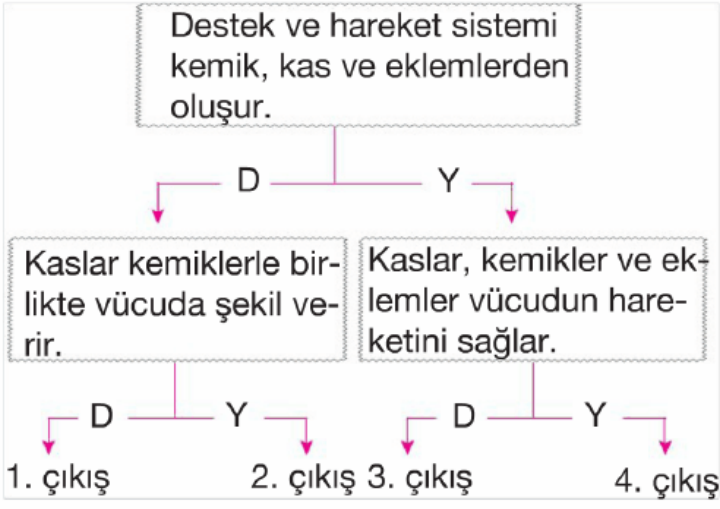 Destek ve hareket sistemi
kemik, kas ve eklemlerden
oluşur.
D
Y
Kaslar kemiklerle bir-
likte vücuda şekil ve-
rir.
Kaslar, kemikler ve ek-
lemler vücudun hare-
ketini sağlar.
D
Y
D
Y
1. çıkış
2. çıkış
3. çıkış
4. çıkış